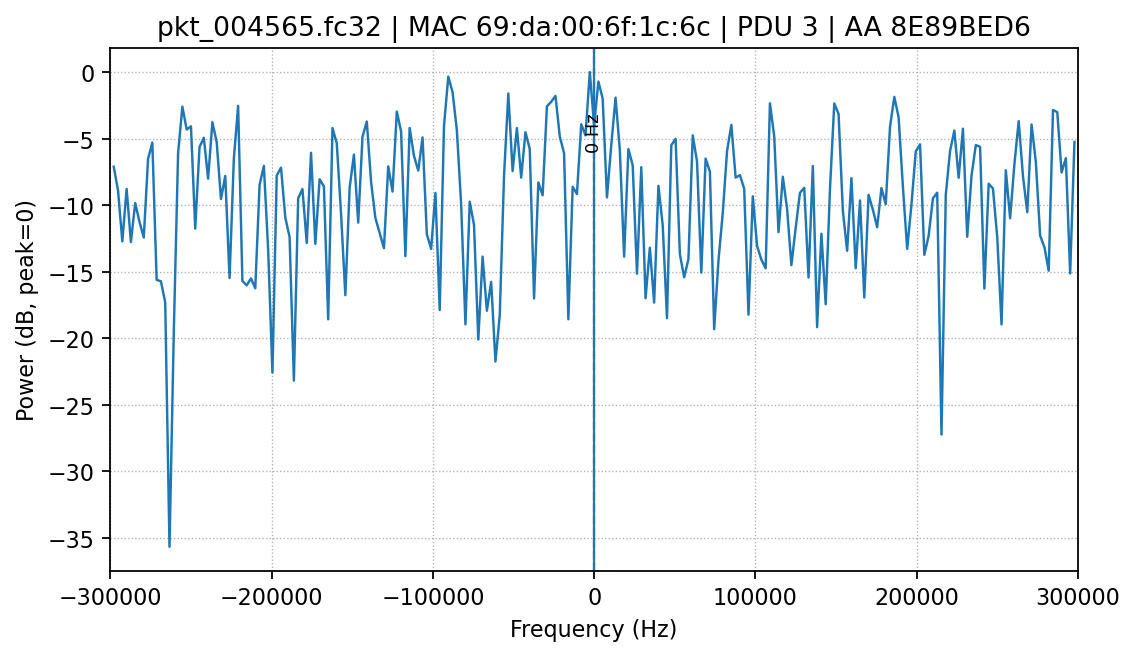 pkt_004565.fc32 | MAC 69:da:00:6f:1c:6c | PDU 3 | AA 8E89BED6
Power (dB, peak=0)
0
−5
−10
−15
−20
−25
−30
−35
0 Hz
−300000 −200000 −100000 0 100000 200000 300000
Frequency (Hz)